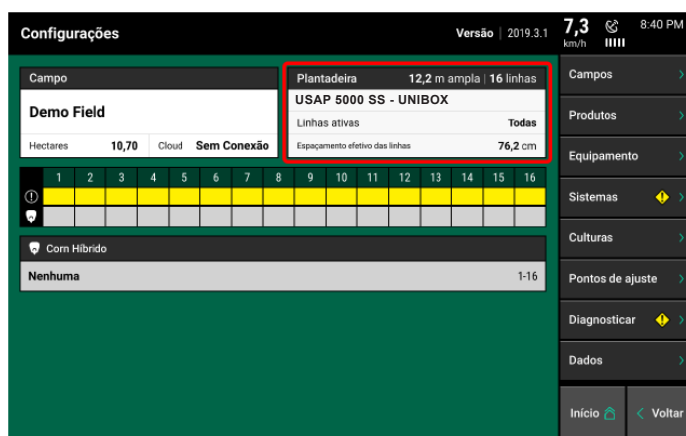 Configurações
Versão | 2019.3.1
7,3
km/h
8:40 PM
Campo
Demo Field
Hectares 10,70 Cloud Sem Conexão
Plantadeira 12,2 m ampla | 16 linhas
USAP 5000 SS - UNIBOX
Linhas ativas Todas
Espaçamento efetivo das linhas 76,2 cm
1 2 3 4 5 6 7 8 9 10 11 12 13 14 15 16
Corn Híbrido
Nenhuma 1-16
Campos
Produtos
Equipamento
Sistemas
Culturas
Pontos de ajuste
Diagnosticar
Dados
Início
Voltar